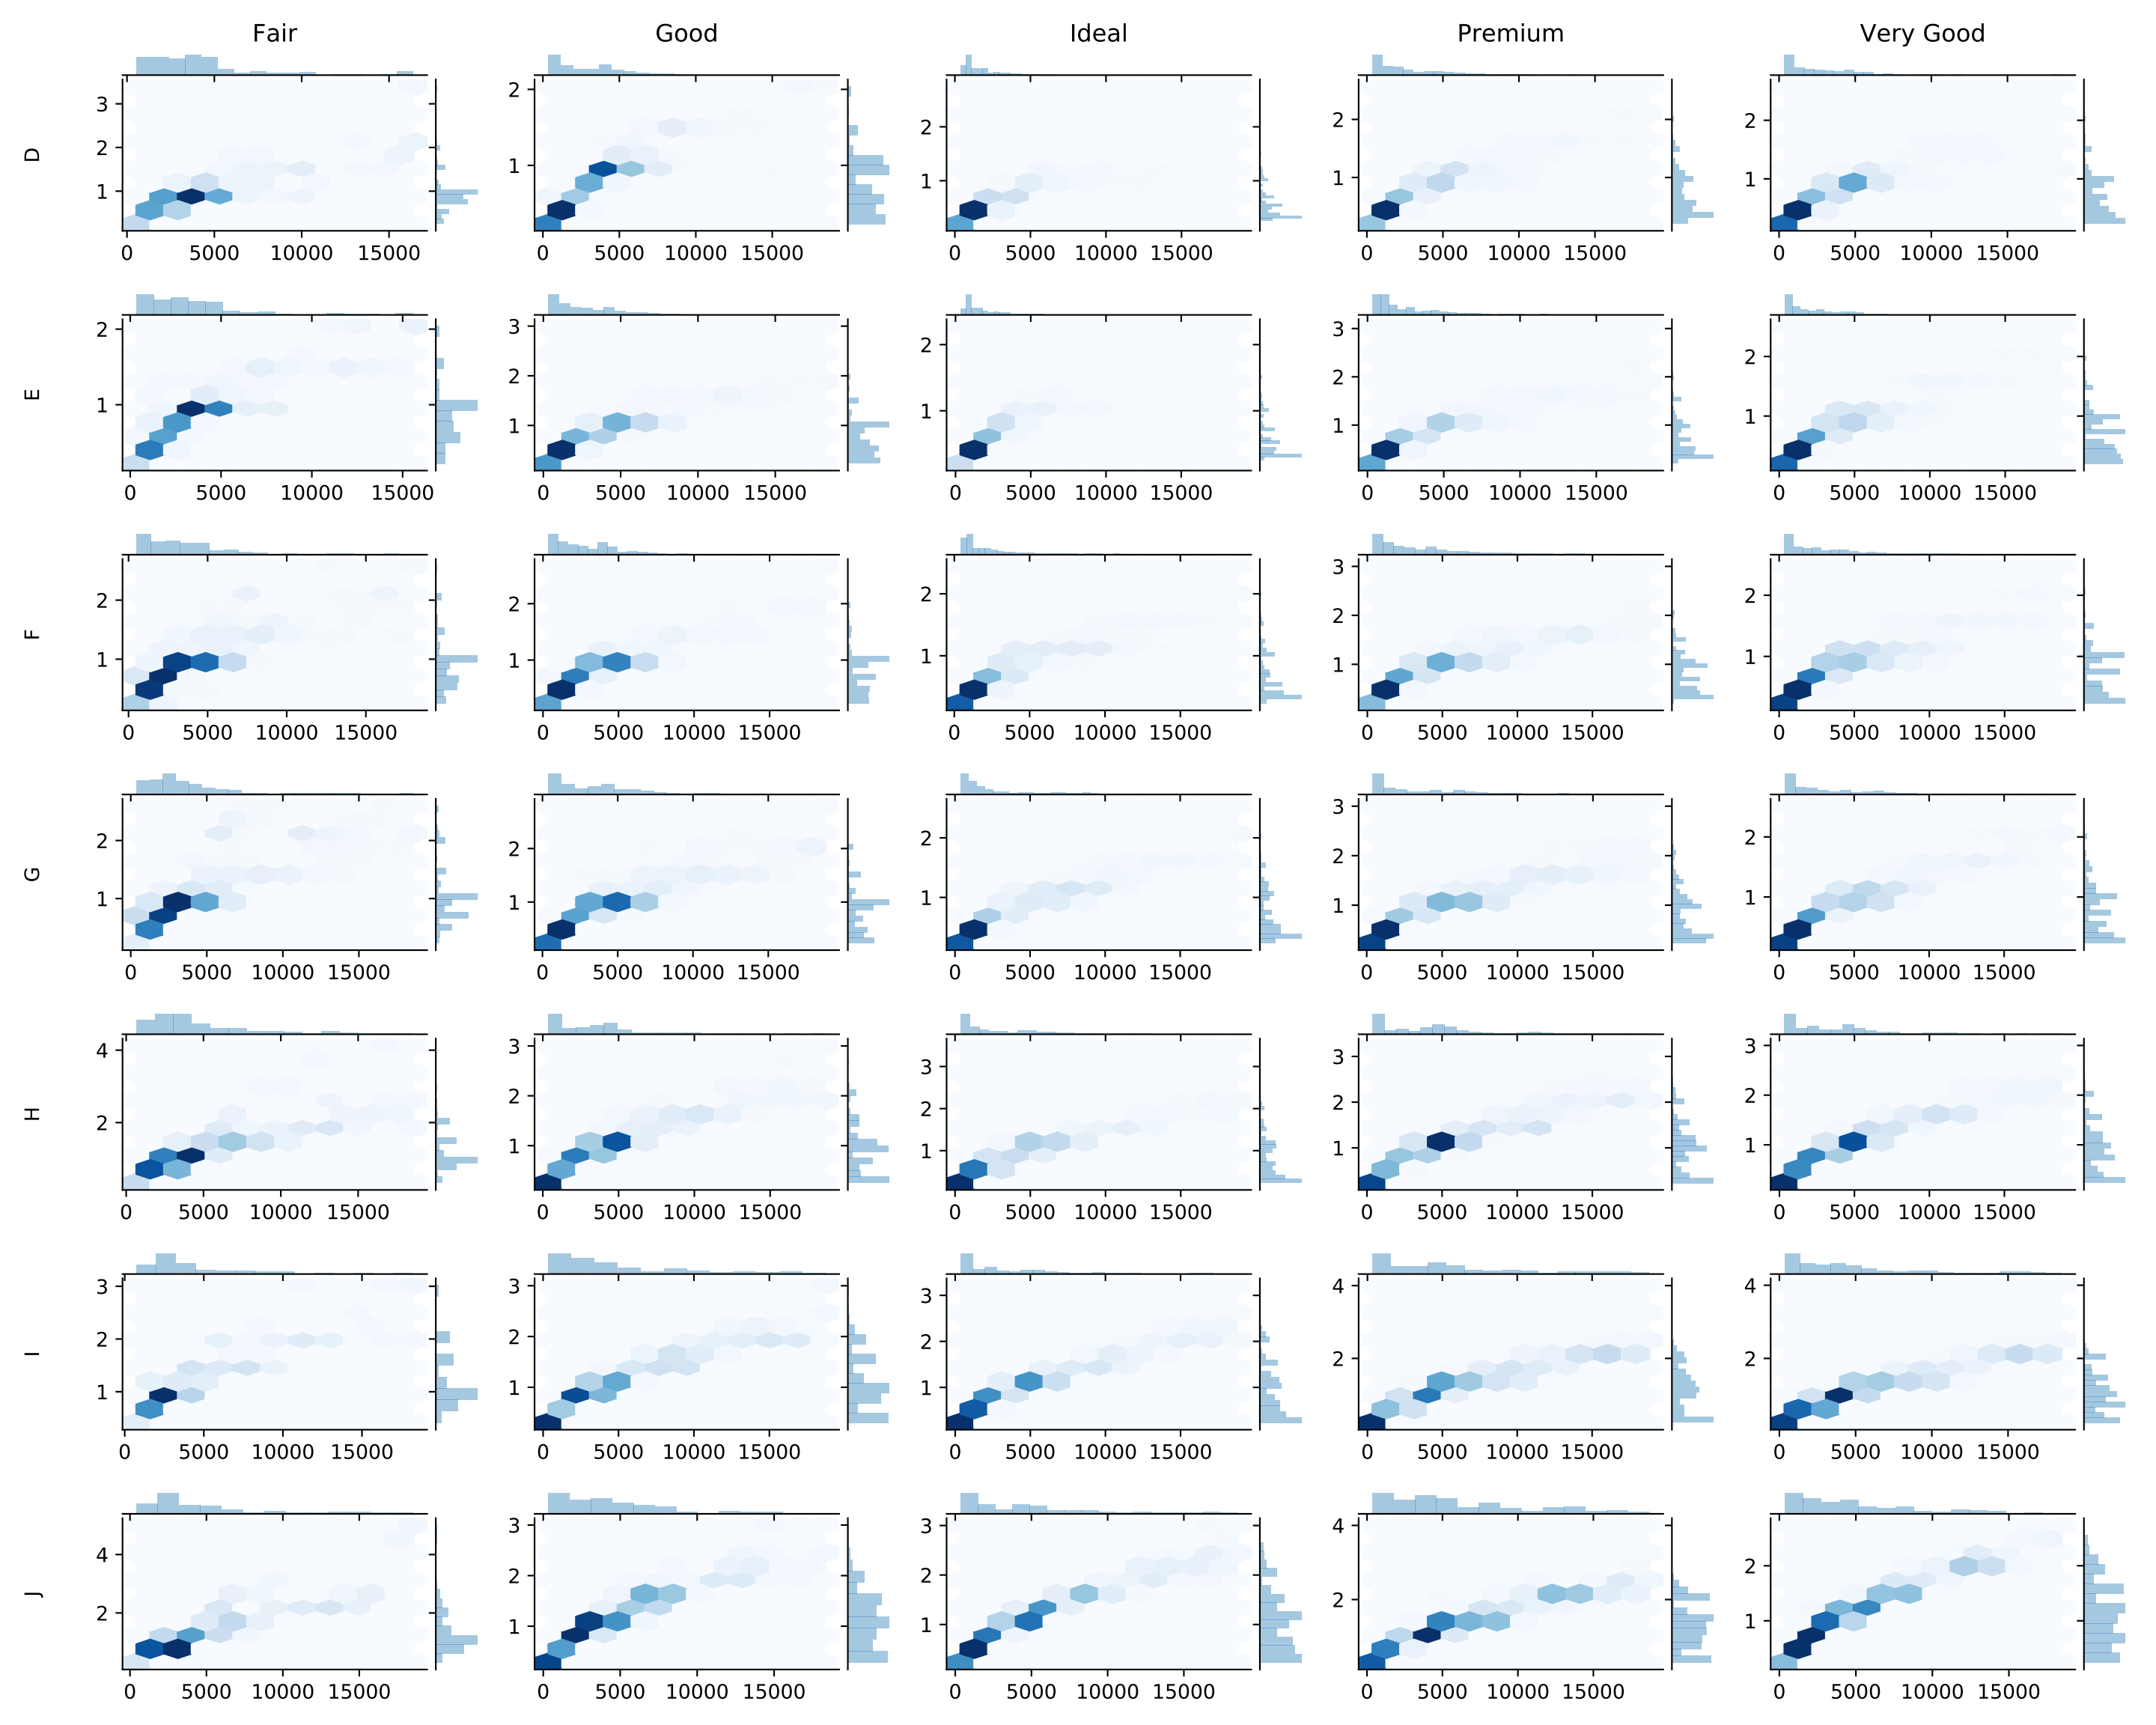 Fair Good Ideal Premium Very Good
D
3 2 2 2 2
2 1 1 1 1
1
0 5000 10000 15000 0 5000 10000 15000 0 5000 10000 15000 0 5000 10000 15000 0 5000 10000 15000
E
2 3 2 3 2
1 2 1 2 1
1 1
0 5000 10000 15000 0 5000 10000 15000 0 5000 10000 15000 0 5000 10000 15000 0 5000 10000 15000
F
2 2 2 3 2
1 1 1 2 1
1
0 5000 10000 15000 0 5000 10000 15000 0 5000 10000 15000 0 5000 10000 15000 0 5000 10000 15000
G
2 2 2 3 2
1 1 1 2 1
1
0 5000 10000 15000 0 5000 10000 15000 0 5000 10000 15000 0 5000 10000 15000 0 5000 10000 15000
H
4 3 3 3 3
2 2 2 2 2
1 1 1 1
0 5000 10000 15000 0 5000 10000 15000 0 5000 10000 15000 0 5000 10000 15000 0 5000 10000 15000
I
3 3 3 4 4
2 2 2 2 2
1 1 1
0 5000 10000 15000 0 5000 10000 15000 0 5000 10000 15000 0 5000 10000 15000 0 5000 10000 15000
J
4 3 3 4 2
2 2 2 2 1
1 1
0 5000 10000 15000 0 5000 10000 15000 0 5000 10000 15000 0 5000 10000 15000 0 5000 10000 15000